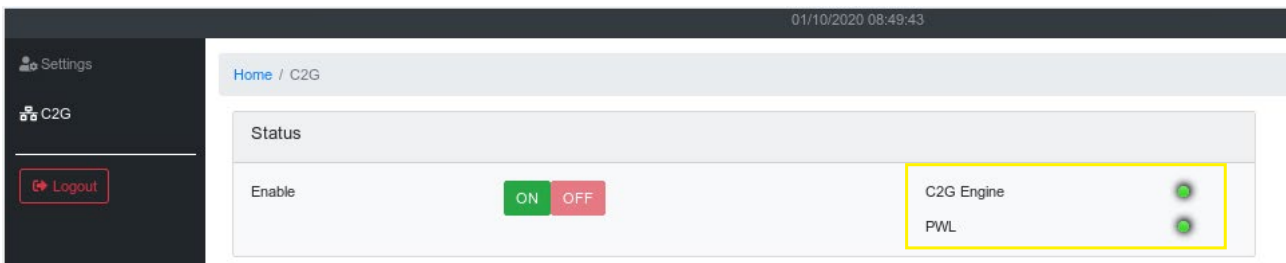 01/10/2020 08:49:43
Settings
C2G
Logout
Home / C2G
Status
Enable
ON OFF
C2G Engine
PWL